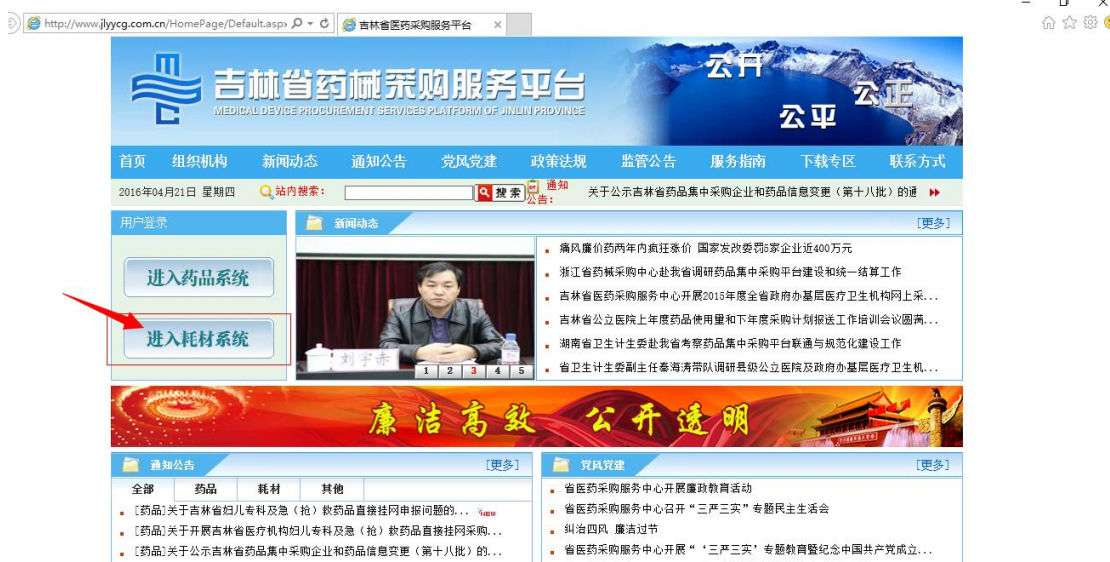 http://www.jlyycg.com.cn/HomePage/Default.asp
吉林省医药采购服务平台
吉林省药械采购服务平台
MEDICAL DEVICE PROCUREMENT SERVICES PLATFORM OF JINLIN PROVINCE
公开
公平
公正
首页 组织机构 新闻动态 通知公告 党风党建 政策法规 监管公告 服务指南 下载专区 联系方式
2016年04月21日 星期四 站内搜索： 搜索 通知公告： 关于公示吉林省药品集中采购企业和药品信息变更（第十八批）的通
用户登录
进入药品系统
进入耗材系统
新闻动态 [更多]
刘宇赤
1 2 3 4 5
痛风廉价药两年内疯狂涨价 国家发改委罚5家企业近400万元
浙江省药械采购中心赴我省调研药品集中采购平台建设和统一结算工作
吉林省医药采购服务中心开展2015年度全省政府办基层医疗卫生机构网上采...
吉林省公立医院上年度药品使用量和下年度采购计划报送工作培训会议圆满...
湖南省卫生计生委赴我省考察药品集中采购平台联通与规范化建设工作
省卫生计生委副主任秦海涛带队调研县级公立医院及政府办基层医疗卫生机...
廉洁高效 公开透明
通知公告 [更多]
全部 药品 耗材 其他
[药品]关于吉林省妇儿专科及急（抢）救药品直接挂网申报问题的... NEW
[药品]关于开展吉林省医疗机构妇儿专科及急（抢）救药品直接挂网采购...
[药品]关于公示吉林省药品集中采购企业和药品信息变更（第十八批）的...
党风党建 [更多]
省医药采购服务中心开展廉政教育活动
省医药采购服务中心召开“三严三实”专题民主生活会
纠治四风 廉洁过节
省医药采购服务中心开展“‘三严三实’专题教育暨纪念中国共产党成立...